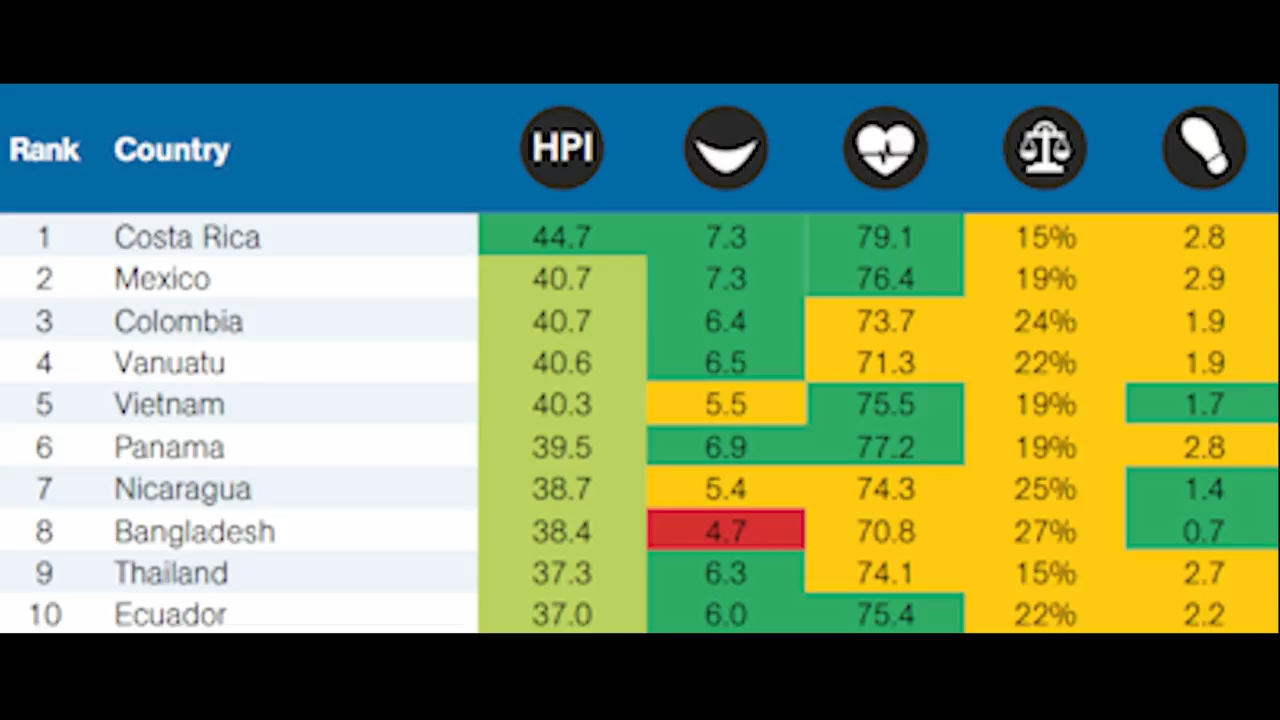 Rank Country HPI
1 Costa Rica 44.7 7.3 79.1 15% 2.8
2 Mexico 40.7 7.3 76.4 19% 2.9
3 Colombia 40.7 6.4 73.7 24% 1.9
4 Vanuatu 40.6 6.5 71.3 22% 1.9
5 Vietnam 40.3 5.5 75.5 19% 1.7
6 Panama 39.5 6.9 77.2 19% 2.8
7 Nicaragua 38.7 5.4 74.3 25% 1.4
8 Bangladesh 38.4 4.7 70.8 27% 0.7
9 Thailand 37.3 6.3 74.1 15% 2.7
10 Ecuador 37.0 6.0 75.4 22% 2.2